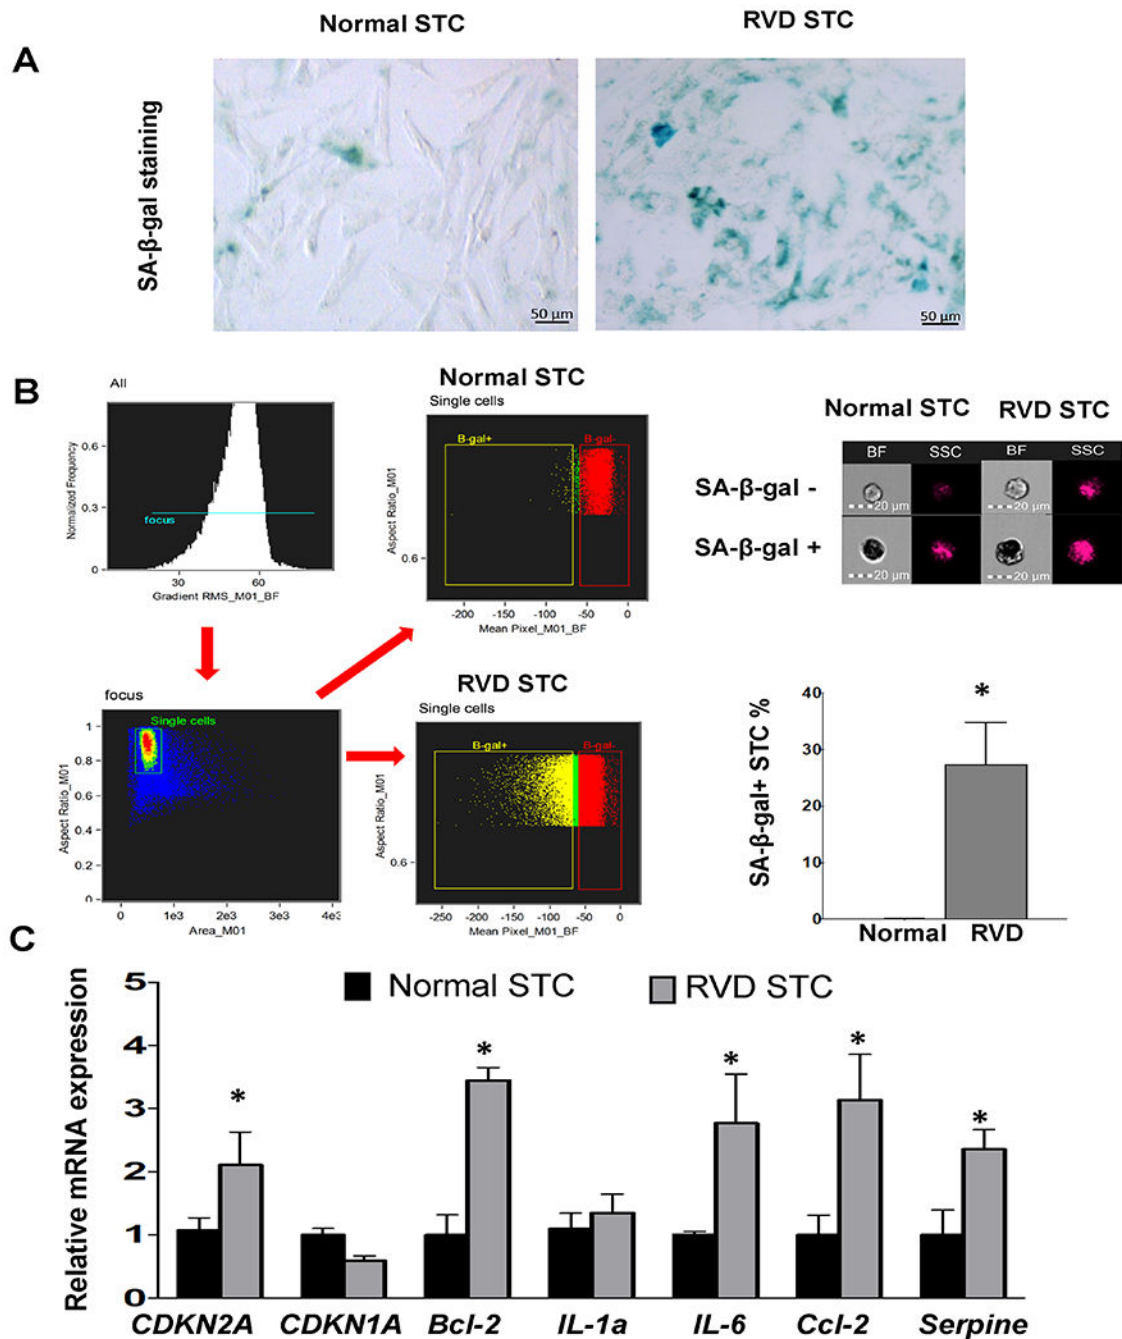 Normal STC
RVD STC
A
SA-β-gal staining
50 μm
50 μm
B
All
Normalized Frequency
0.6
0.3
0
focus
30
60
Gradient RMS_M01_BF
Normal STC
Single cells
B-gal+
B-gal-
Aspect Ratio_M01
0.6
-200
-150
-100
-50
0
Mean Pixel_M01_BF
Normal STC
RVD STC
BF
SSC
BF
SSC
SA-β-gal -
20 μm
20 μm
SA-β-gal +
20 μm
20 μm
focus
Single cells
Aspect Ratio_M01
1
0.8
0.6
0.4
0.2
0
0
1e3
2e3
3e3
4e3
Area_M01
RVD STC
Single cells
B-gal+
B-gal-
Aspect Ratio_M01
0.6
-250
-200
-150
-100
-50
0
Mean Pixel_M01_BF
SA-β-gal+ STC %
40
30
20
10
0
*
Normal
RVD
C
Relative mRNA expression
5
4
3
2
1
0
Normal STC
RVD STC
*
*
*
*
*
CDKN2A
CDKN1A
Bcl-2
IL-1a
IL-6
Ccl-2
Serpine